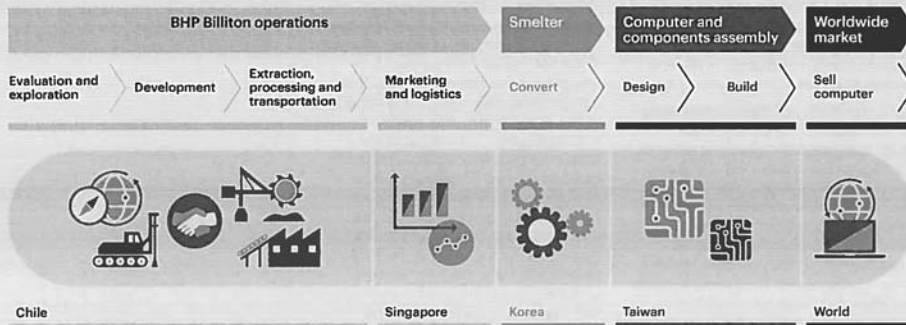 BHP Billiton operations
Smelter
Computer and
components assembly
Worldwide
market
Evaluation and
exploration
Development
Extraction,
processing and
transportation
Marketing
and logistics
Convert
Design
Build
Sell
computer
Chile
Singapore
Korea
Taiwan
World